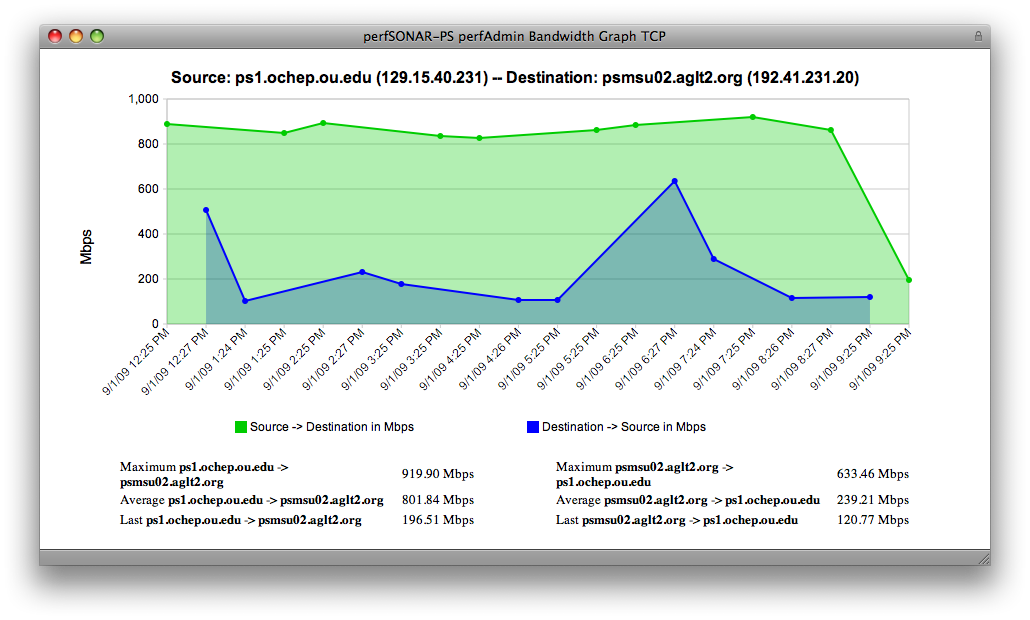 perfSONAR-PS perfAdmin Bandwidth Graph TCP
Source: ps1.ochep.ou.edu (129.15.40.231) -- Destination: psmsu02.aglt2.org (192.41.231.20)
1,000
800
600
400
200
0
Mbps
9/1/09 12:25 PM
9/1/09 12:27 PM
9/1/09 1:24 PM
9/1/09 1:25 PM
9/1/09 2:25 PM
9/1/09 2:27 PM
9/1/09 3:25 PM
9/1/09 3:25 PM
9/1/09 4:25 PM
9/1/09 4:26 PM
9/1/09 5:25 PM
9/1/09 5:25 PM
9/1/09 6:25 PM
9/1/09 6:27 PM
9/1/09 7:24 PM
9/1/09 7:25 PM
9/1/09 8:26 PM
9/1/09 8:27 PM
9/1/09 9:25 PM
9/1/09 9:25 PM
Source -> Destination in Mbps
Destination -> Source in Mbps
Maximum ps1.ochep.ou.edu ->
psmsu02.aglt2.org
919.90 Mbps
Average ps1.ochep.ou.edu -> psmsu02.aglt2.org 801.84 Mbps
Last ps1.ochep.ou.edu -> psmsu02.aglt2.org 196.51 Mbps
Maximum psmsu02.aglt2.org ->
ps1.ochep.ou.edu
633.46 Mbps
Average psmsu02.aglt2.org -> ps1.ochep.ou.edu 239.21 Mbps
Last psmsu02.aglt2.org -> ps1.ochep.ou.edu 120.77 Mbps